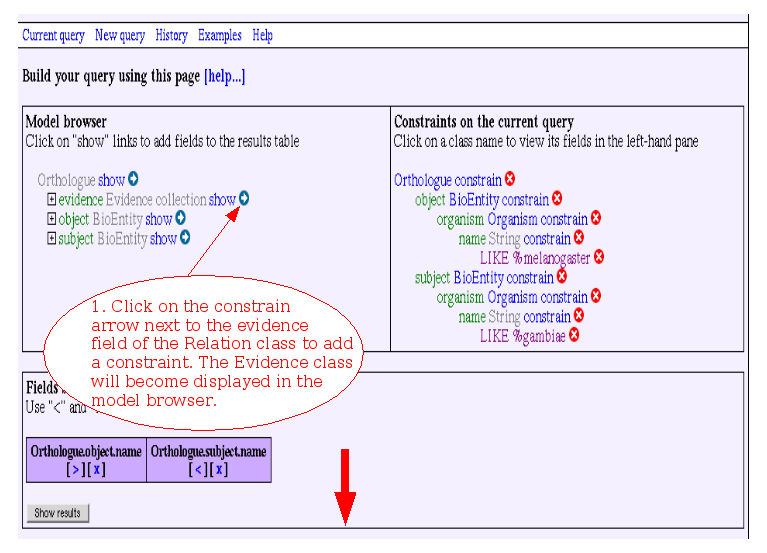 Current query New query History Examples Help
Build your query using this page [help...]
Model browser
Click on "show" links to add fields to the results table
Orthologue show
evidence Evidence collection show
object BioEntity show
subject BioEntity show
Constraints on the current query
Click on a class name to view its fields in the left-hand pane
Orthologue constrain
object BioEntity constrain
organism Organism constrain
name String constrain
LIKE %melanogaster
subject BioEntity constrain
organism Organism constrain
name String constrain
LIKE %gambiae
1. Click on the constrain
arrow next to the evidence
field of the Relation class to add
a constraint. The Evidence class
will become displayed in the
model browser.
Fields
Use "<" and
Orthologue.object.name Orthologue.subject.name
[>][x] [<][x]
Show results